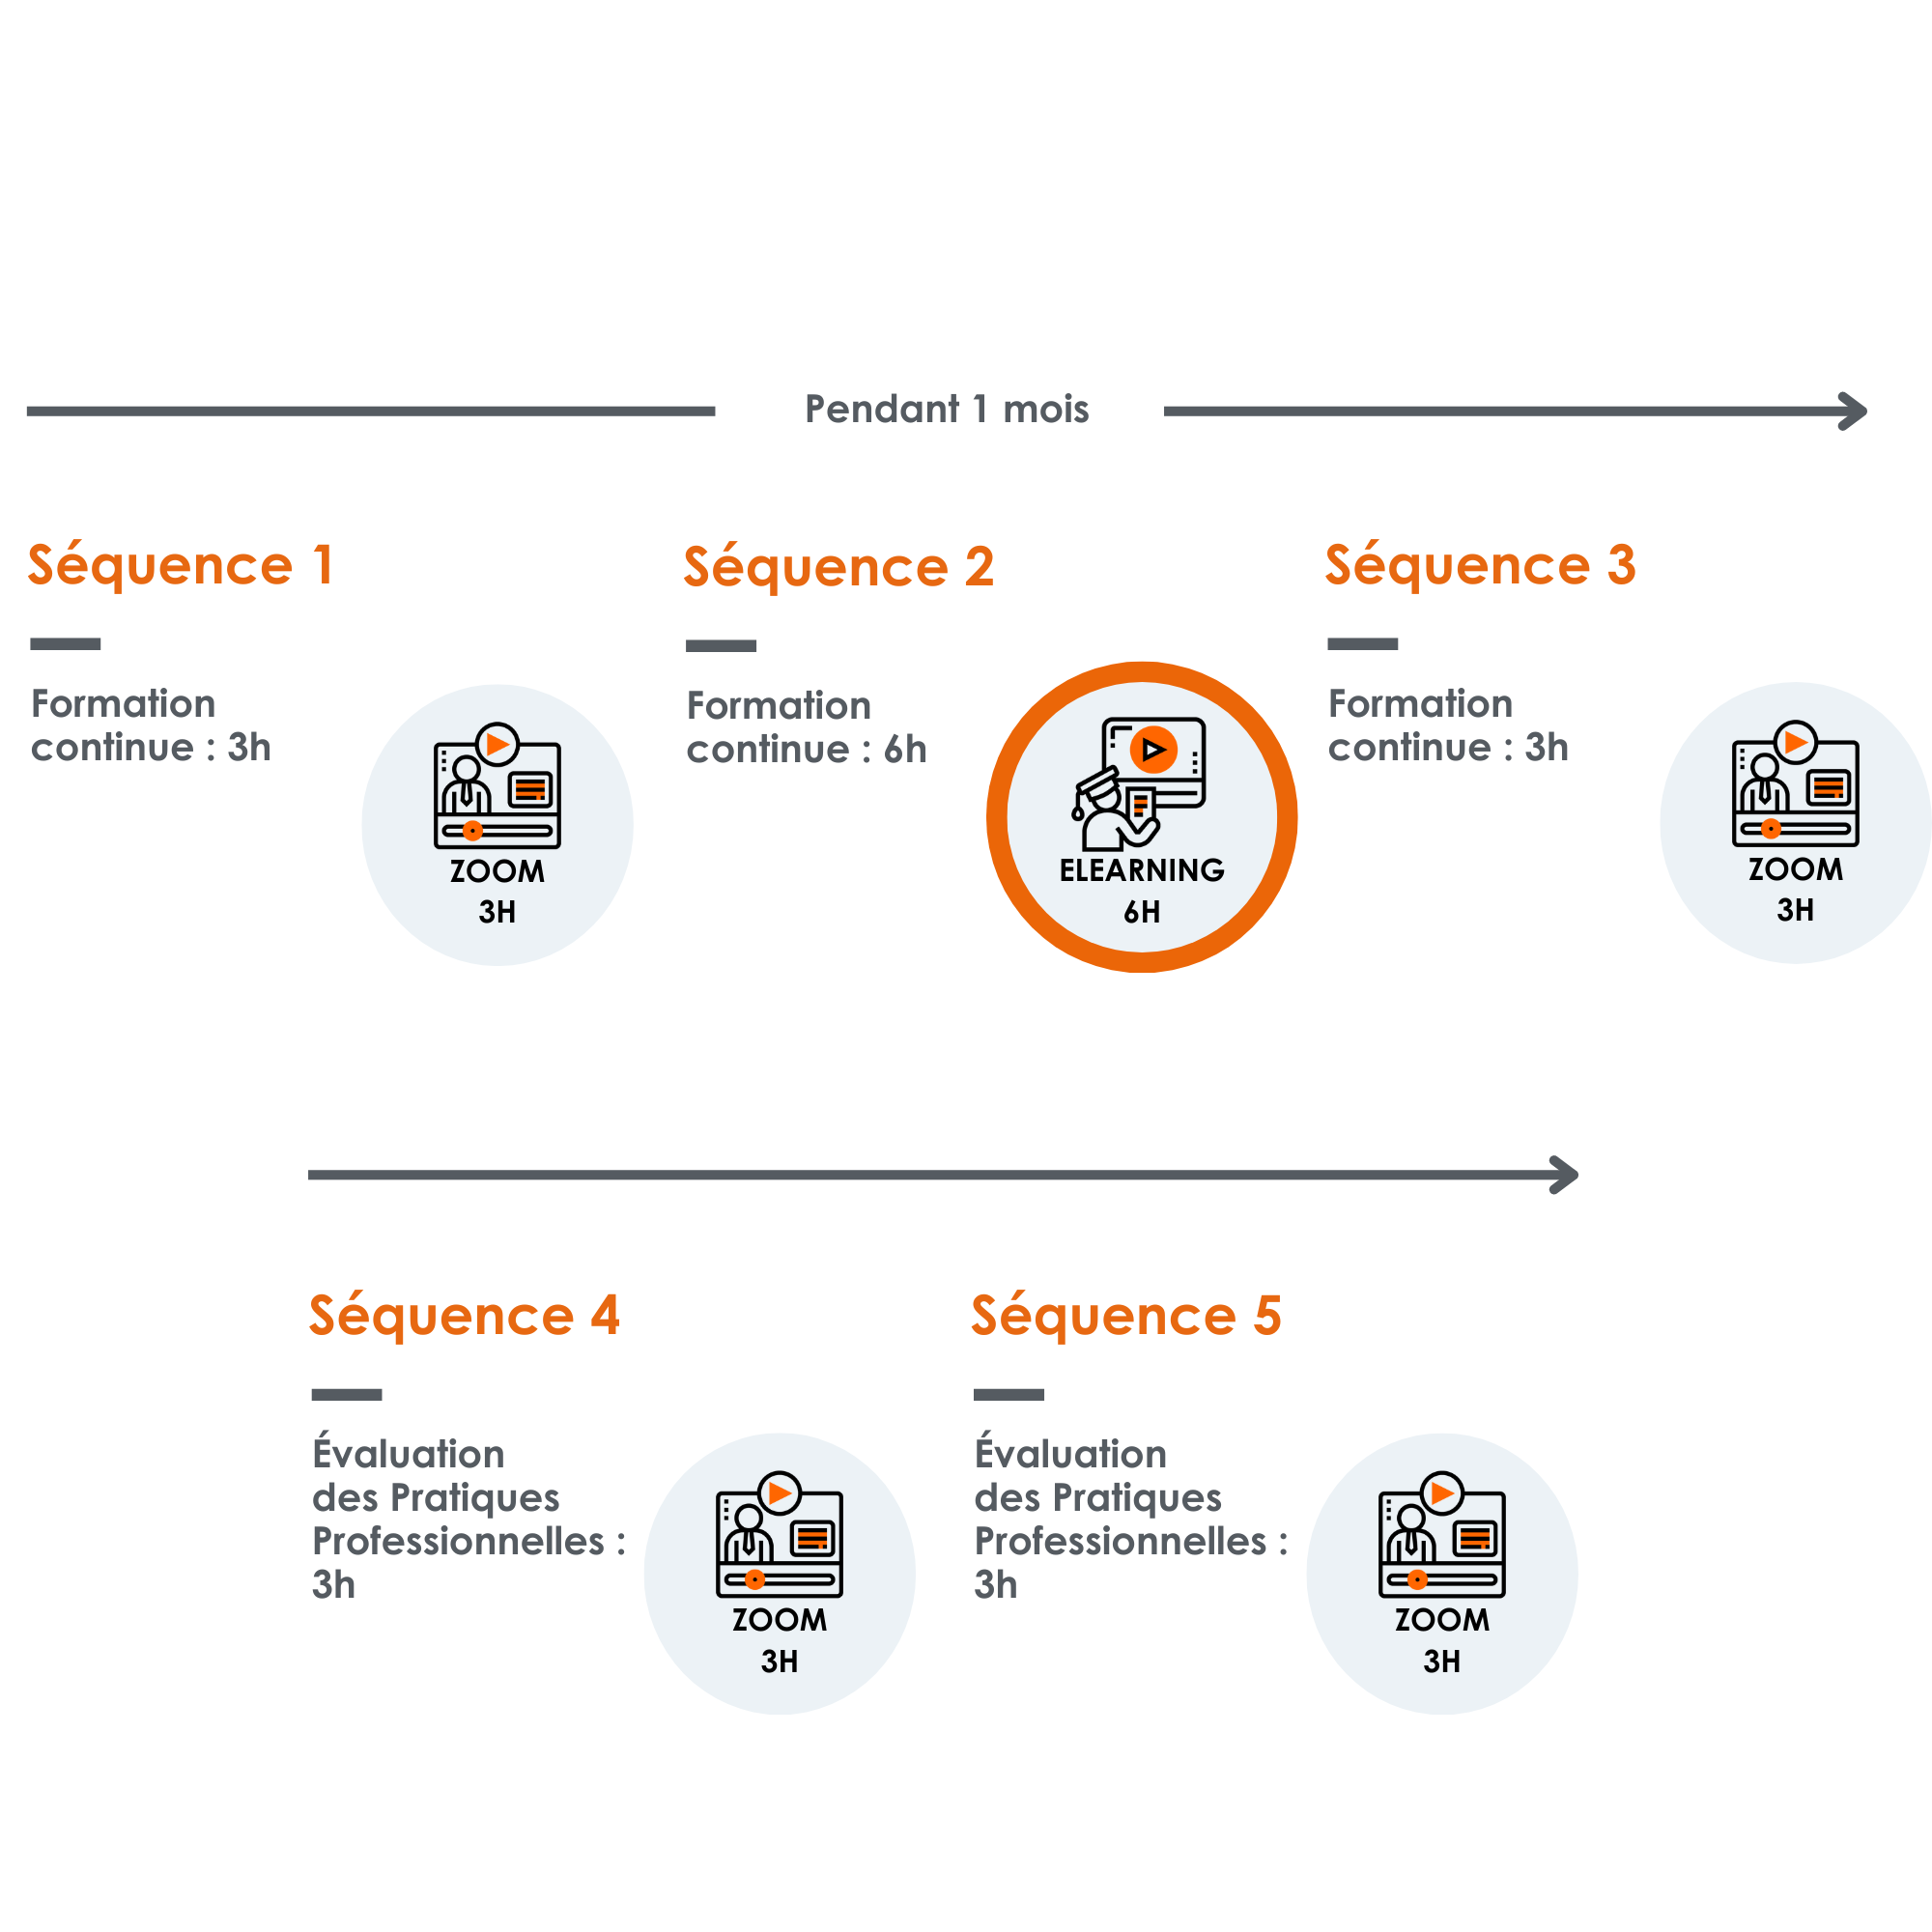 Pendant 1 mois
Séquence 1
Formation
continue : 3h
ZOOM
3H
Séquence 2
Formation
continue : 6h
ELEARNING
6H
Séquence 3
Formation
continue : 3h
ZOOM
3H
Séquence 4
Évaluation
des Pratiques
Professionnelles :
3h
ZOOM
3H
Séquence 5
Évaluation
des Pratiques
Professionnelles :
3h
ZOOM
3H